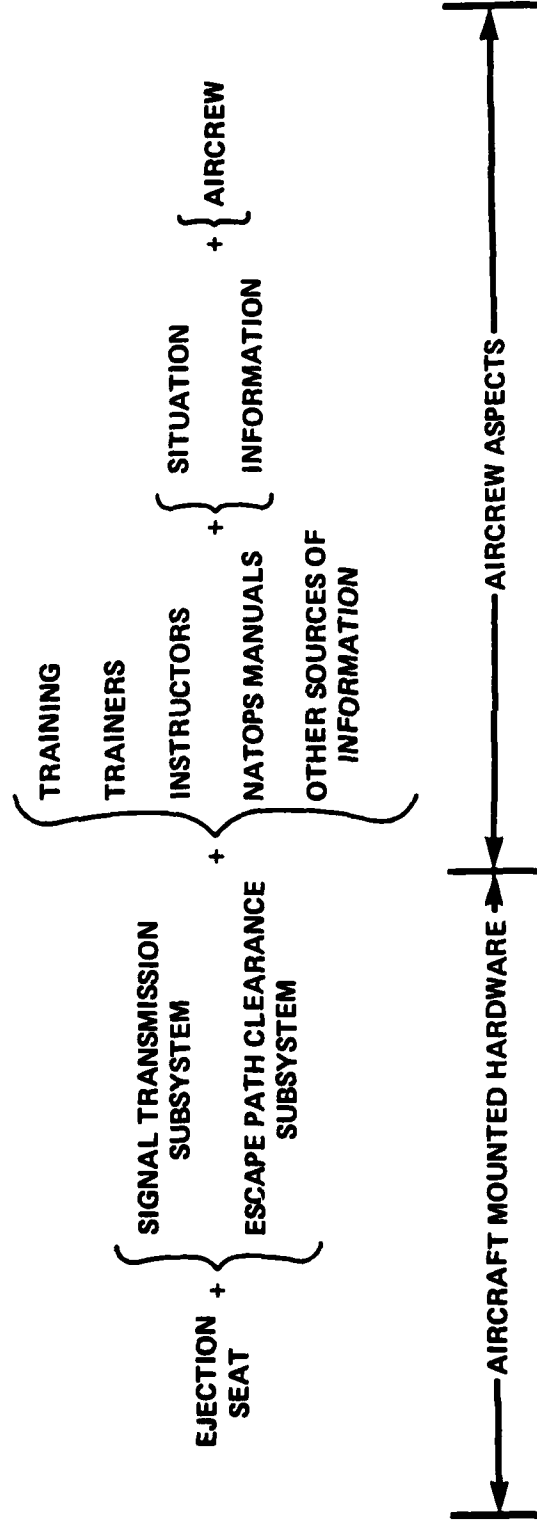 EJECTION
SEAT
+
SIGNAL TRANSMISSION
SUBSYSTEM
ESCAPE PATH CLEARANCE
SUBSYSTEM
+
TRAINING
TRAINERS
INSTRUCTORS
NATOPS MANUALS
OTHER SOURCES OF
INFORMATION
+
SITUATION
INFORMATION
+
AIRCREW
AIRCRAFT MOUNTED HARDWARE
AIRCREW ASPECTS